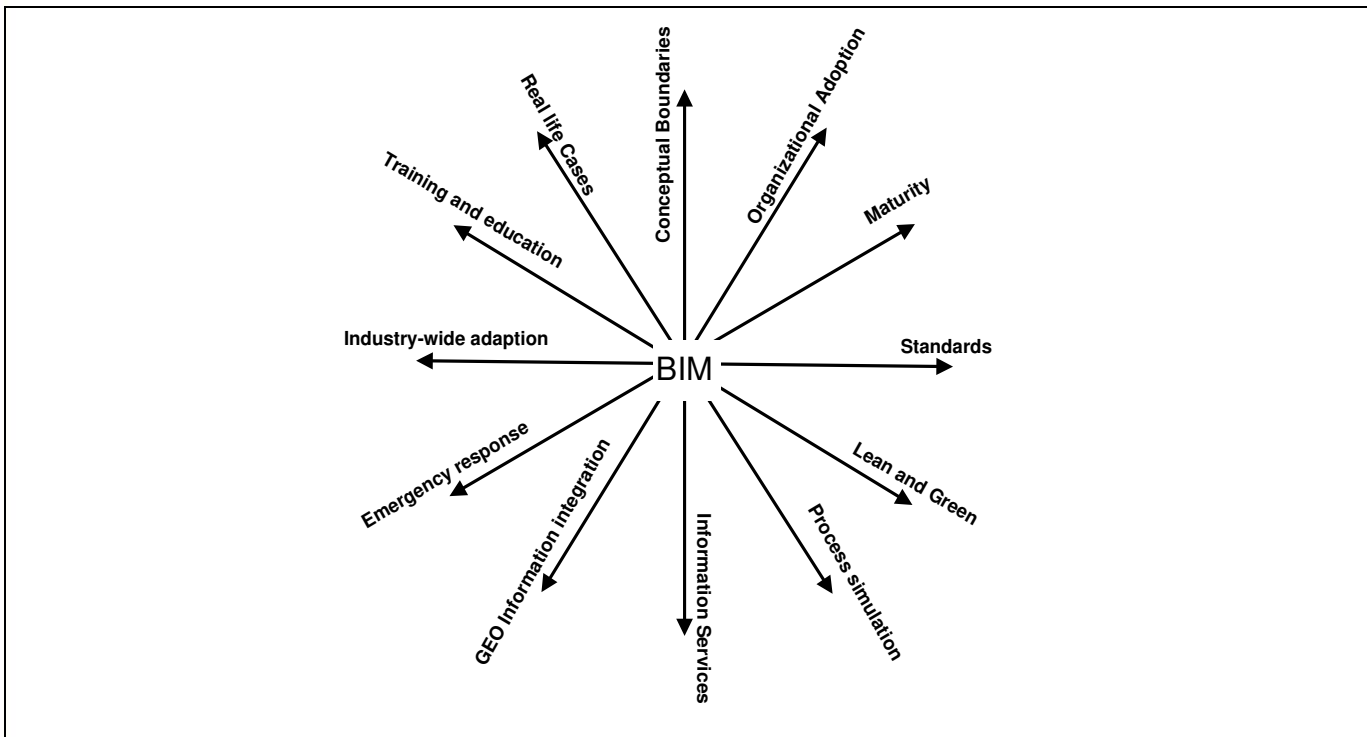 Conceptual Boundaries
Organizational Adoption
Real life Cases
Maturity
Training and education
Industry-wide adaption
Standards
BIM
Emergency response
Lean and Green
GEO Information integration
Information Services
Process simulation